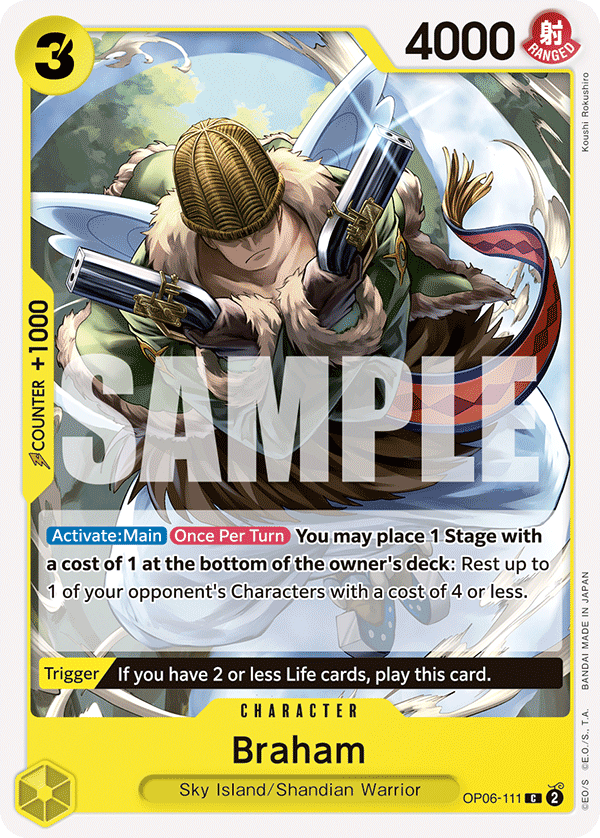 3
4000
射
RANGED
Koushi Rokushiro
COUNTER +1000
SAMPLE
Activate:Main Once Per Turn You may place 1 Stage with
a cost of 1 at the bottom of the owner's deck: Rest up to
1 of your opponent's Characters with a cost of 4 or less.
Trigger If you have 2 or less Life cards, play this card.
CHARACTER
Braham
Sky Island/Shandian Warrior
OP06-111 C 2
©E.O/S ©E.O./S., T.A. BANDAI MADE IN JAPAN